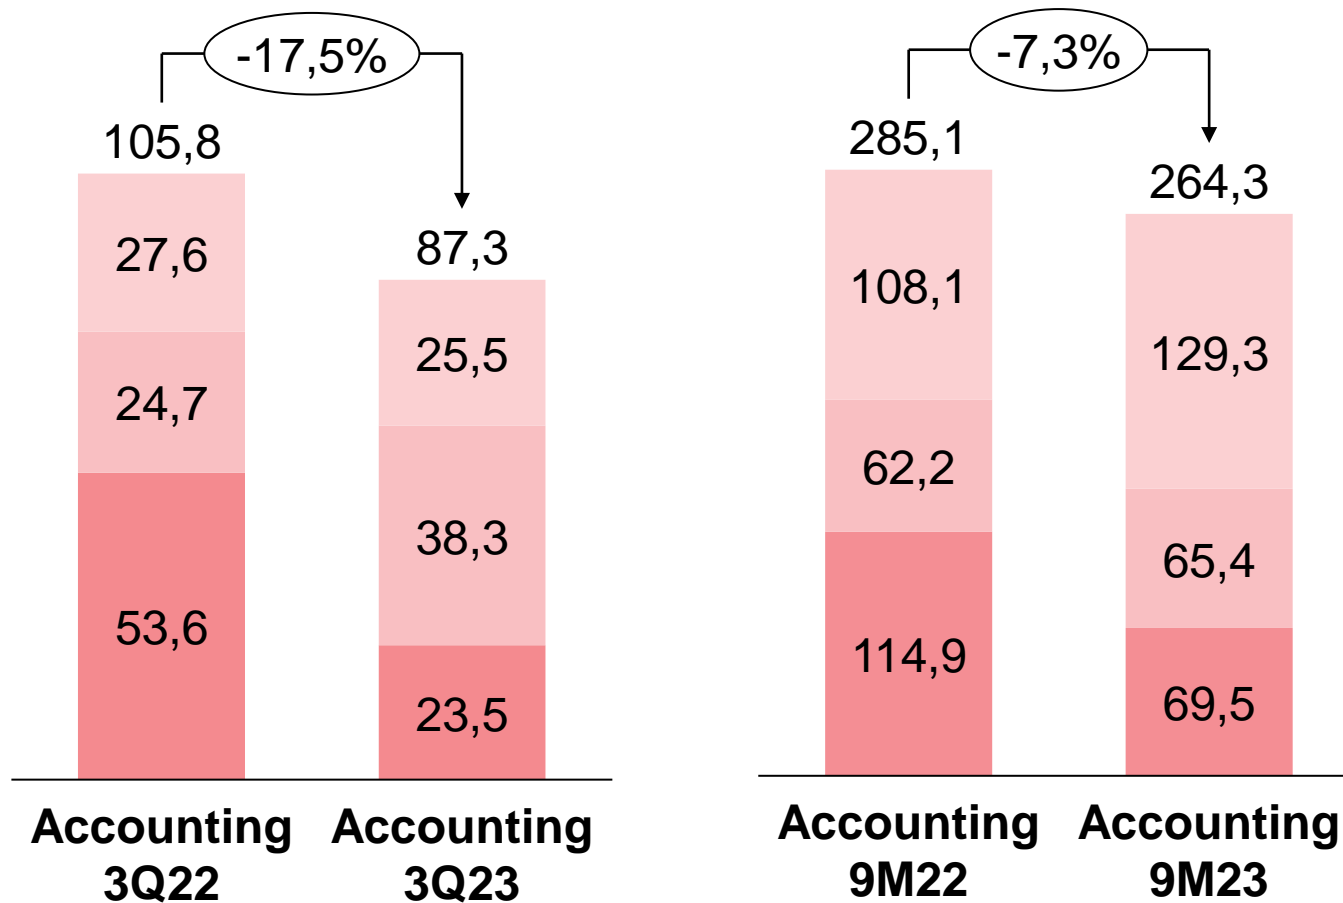 -17,5%
105,8
87,3
27,6
24,7
53,6
25,5
38,3
23,5
Accounting
3Q22
Accounting
3Q23
-7,3%
285,1
264,3
108,1
62,2
114,9
129,3
65,4
69,5
Accounting
9M22
Accounting
9M23